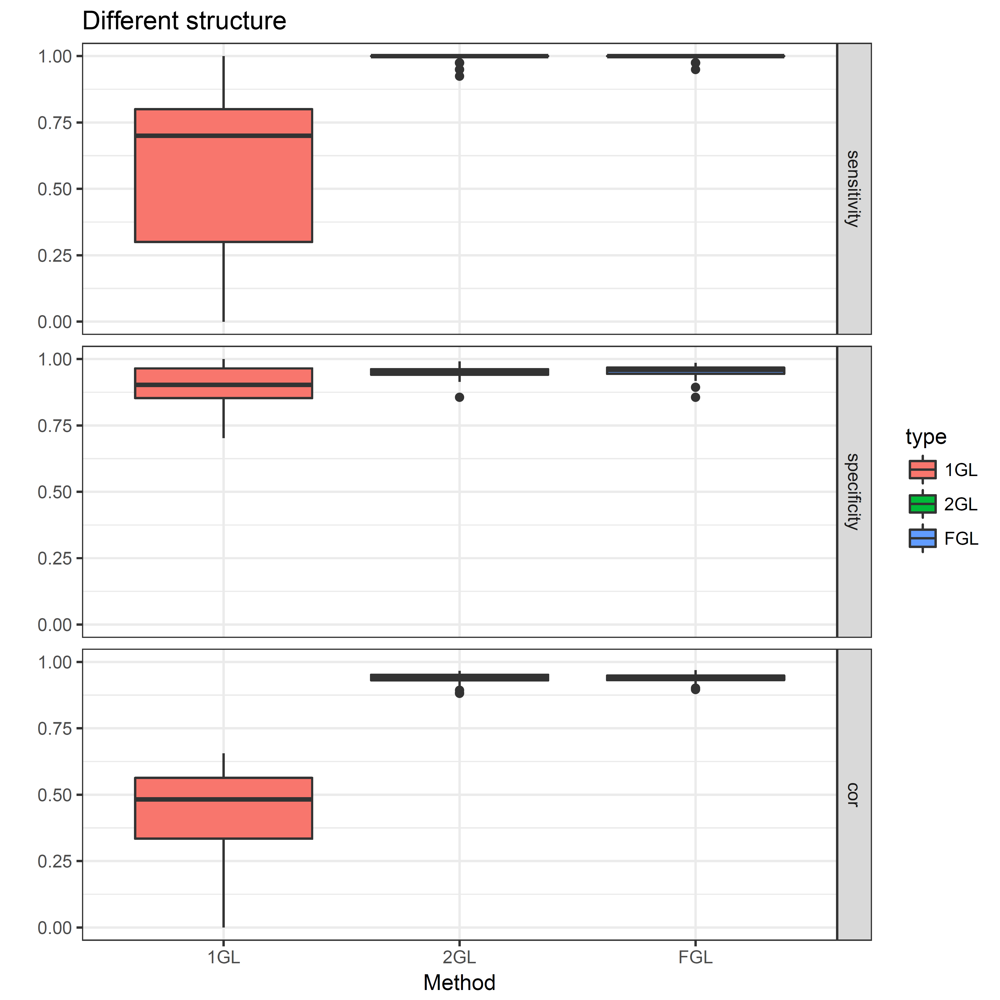 Different structure
1.00
0.75
0.50
0.25
0.00
sensitivity
1.00
0.75
0.50
0.25
0.00
specificity
1.00
0.75
0.50
0.25
0.00
cor
1GL
2GL
FGL
Method
type
1GL
2GL
FGL